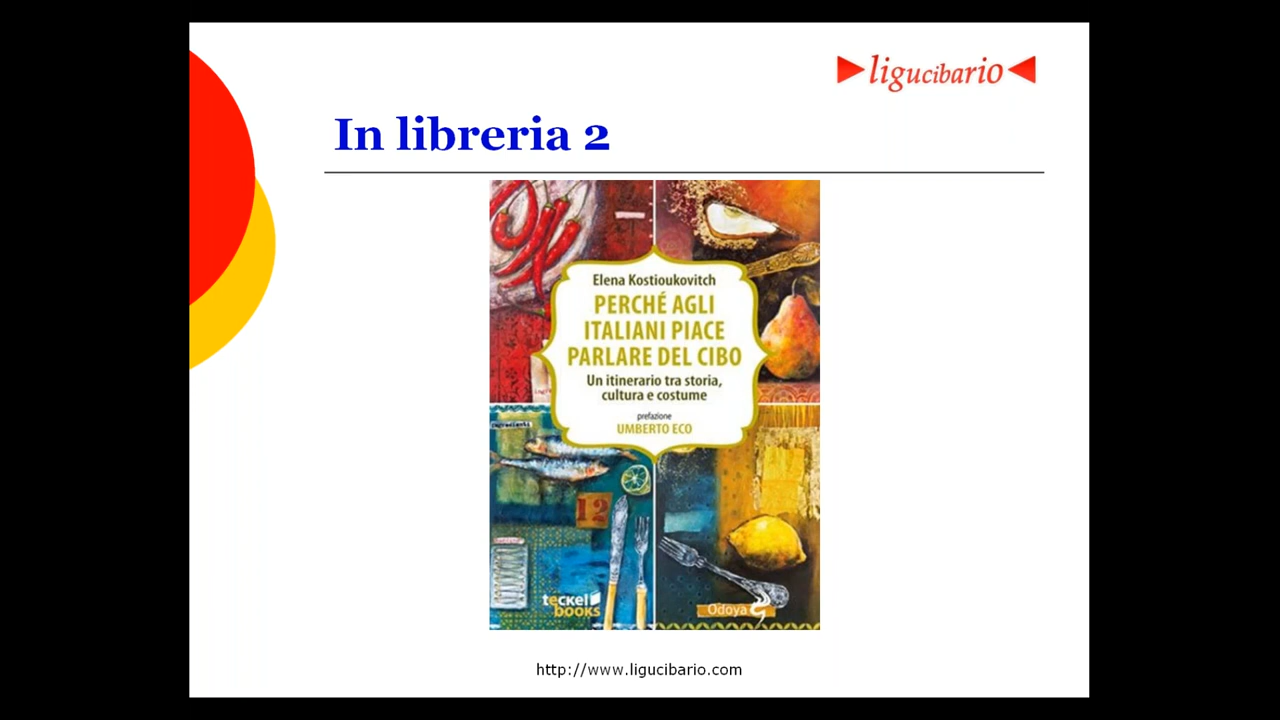 ligucibario
In libreria 2
Elena Kostioukovitch
PERCHÉ AGLI
ITALIANI PIACE
PARLARE DEL CIBO
Un itinerario tra storia,
cultura e costume
prefazione
UMBERTO ECO
12
teckel
books
Odoya
http://www.ligucibario.com